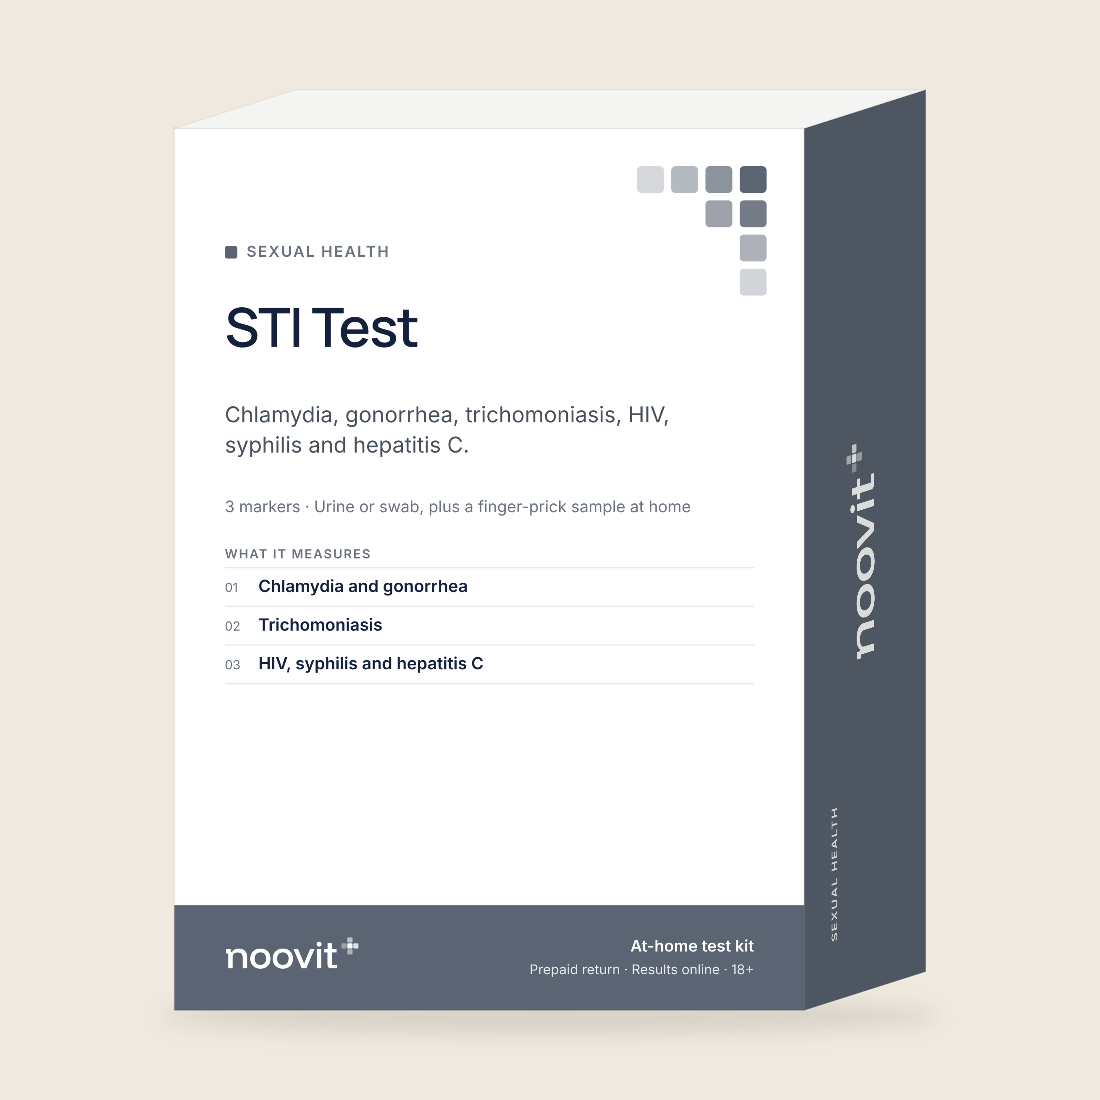 SEXUAL HEALTH
STI Test
Chlamydia, gonorrhea, trichomoniasis, HIV,
syphilis and hepatitis C.
3 markers · Urine or swab, plus a finger-prick sample at home
WHAT IT MEASURES
01 Chlamydia and gonorrhea
02 Trichomoniasis
03 HIV, syphilis and hepatitis C
noovit
At-home test kit
Prepaid return · Results online · 18+
noovit
SEXUAL HEALTH